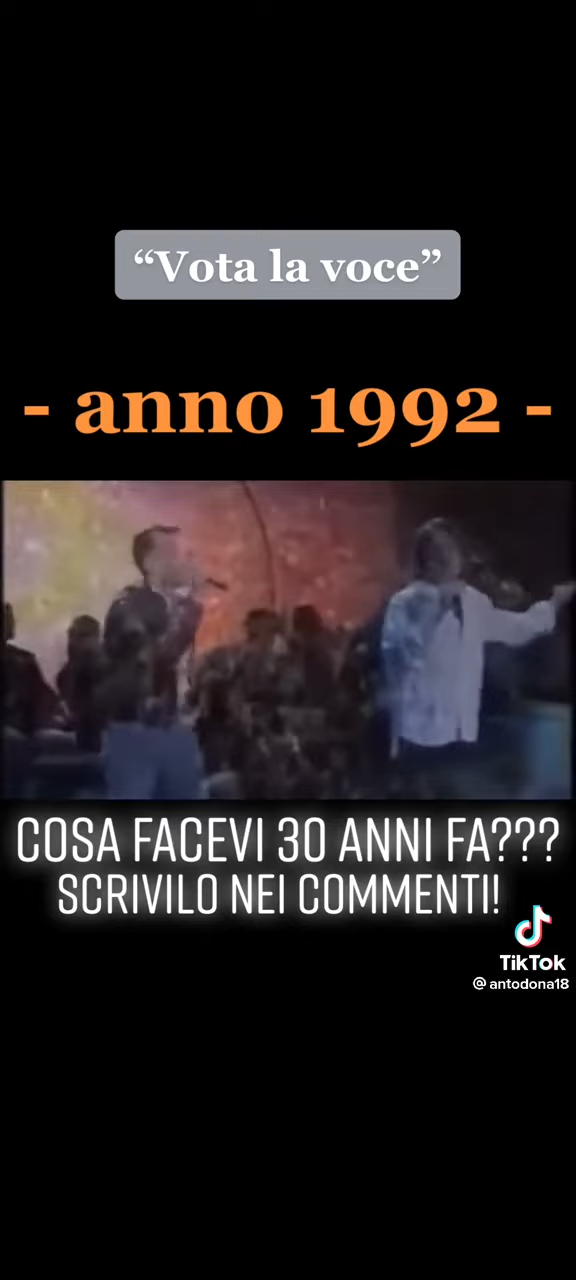 “Vota la voce”
- anno 1992 -
COSA FACEVI 30 ANNI FA???
SCRIVILO NEI COMMENTI!
TikTok
@antodona18